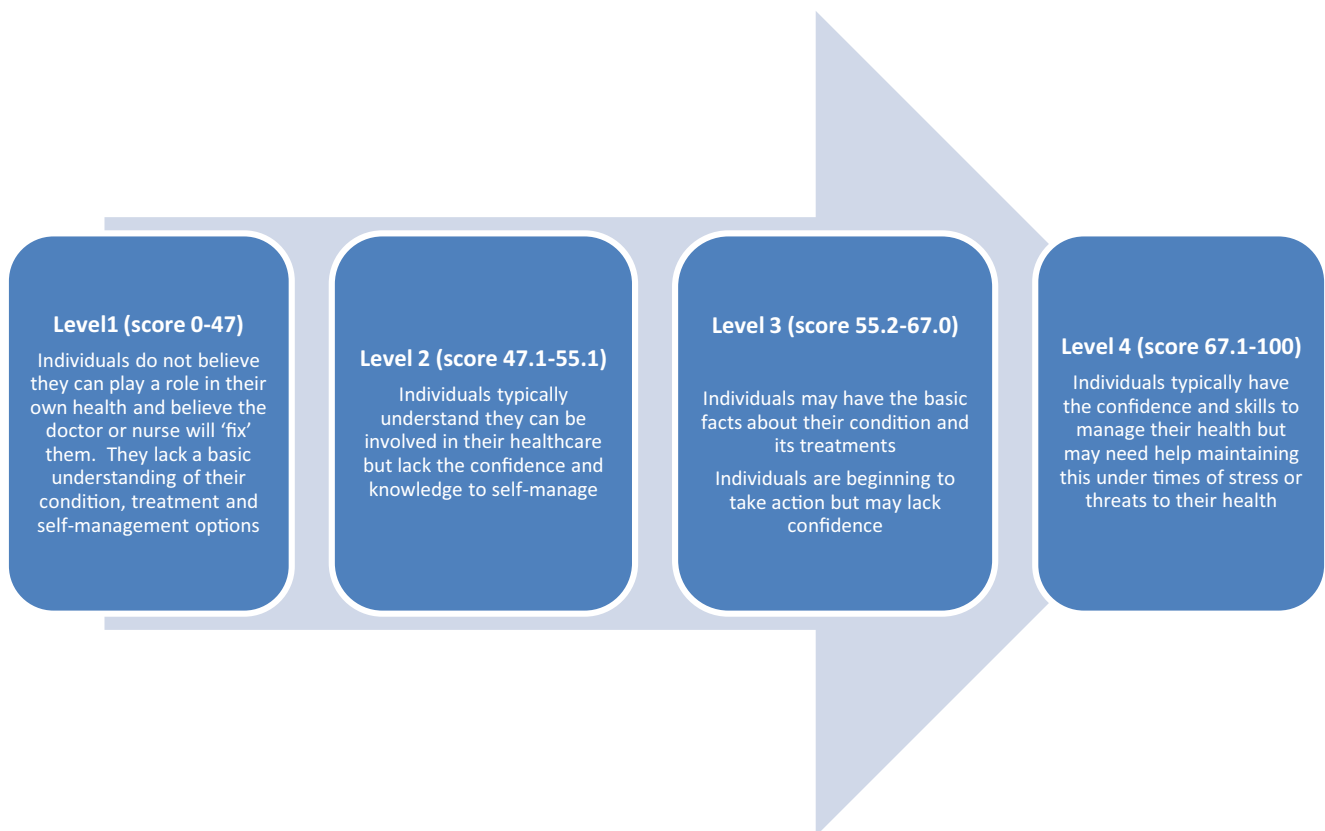 Level1 (score 0-47)
Individuals do not believe
they can play a role in their
own health and believe the
doctor or nurse will ‘fix’
them.  They lack a basic
understanding of their
condition, treatment and
self-management options
Level 2 (score 47.1-55.1)
Individuals typically
understand they can be
involved in their healthcare
but lack the confidence and
knowledge to self-manage
Level 3 (score 55.2-67.0)
Individuals may have the basic
facts about their condition and
its treatments
Individuals are beginning to
take action but may lack
confidence
Level 4 (score 67.1-100)
Individuals typically have
the confidence and skills to
manage their health but
may need help maintaining
this under times of stress or
threats to their health